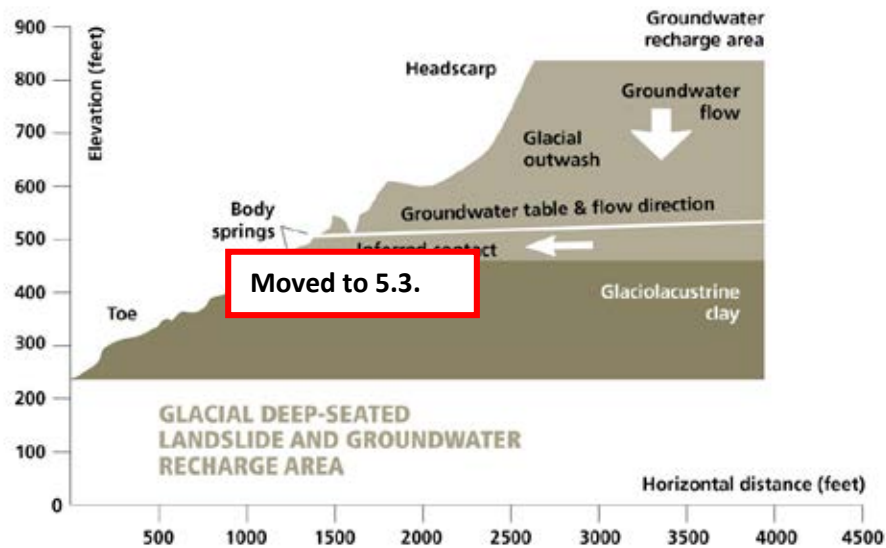 900
800
700
600
500
400
300
200
100
0
Elevation (feet)
Groundwater
recharge area
Headscarp
Groundwater
flow
Glacial
outwash
Body
springs
Groundwater table & flow direction
Inferred contact
Moved to 5.3.
Glaciolacustrine
clay
Toe
GLACIAL DEEP-SEATED
LANDSLIDE AND GROUNDWATER
RECHARGE AREA
Horizontal distance (feet)
500
1000
1500
2000
2500
3000
3500
4000
4500